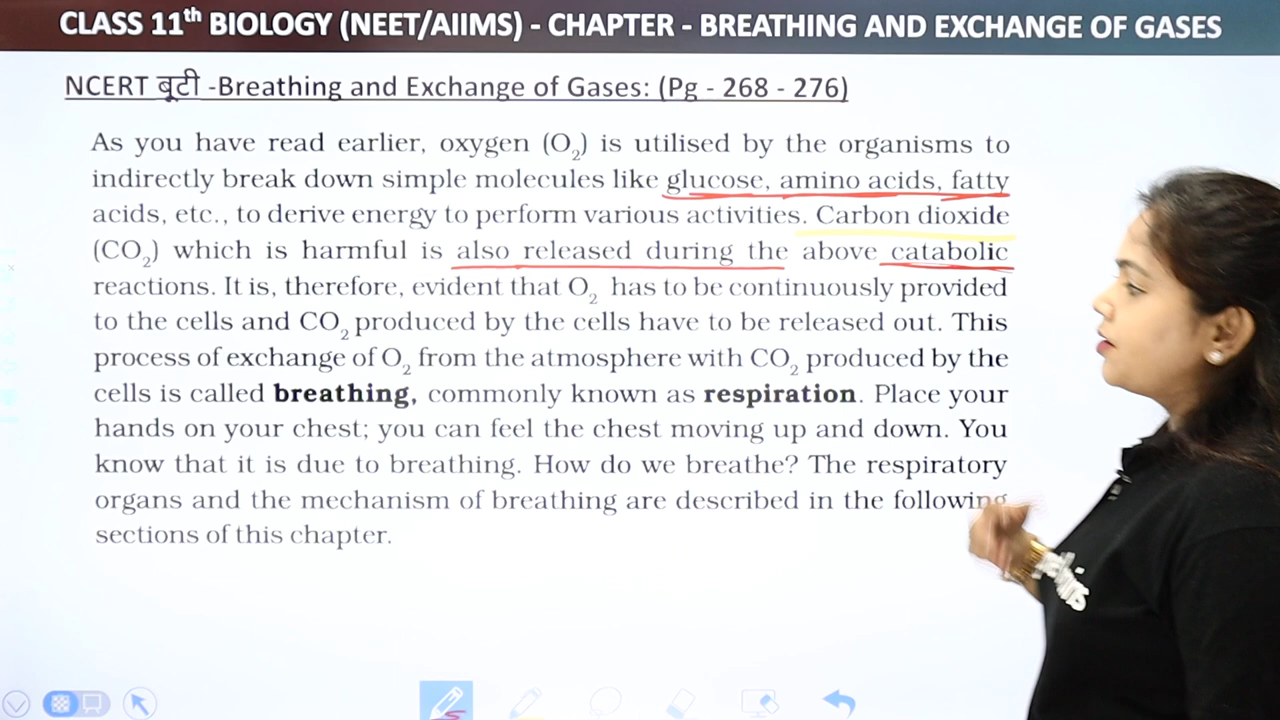 CLASS 11th BIOLOGY (NEET/AIIMS) - CHAPTER - BREATHING AND EXCHANGE OF GASES
NCERT बूटी -Breathing and Exchange of Gases: (Pg - 268 - 276)
As you have read earlier, oxygen (O2) is utilised by the organisms to
indirectly break down simple molecules like glucose, amino acids, fatty
acids, etc., to derive energy to perform various activities. Carbon dioxide
(CO2) which is harmful is also released during the above catabolic
reactions. It is, therefore, evident that O2 has to be continuously provided
to the cells and CO2 produced by the cells have to be released out. This
process of exchange of O2 from the atmosphere with CO2 produced by the
cells is called breathing, commonly known as respiration. Place your
hands on your chest; you can feel the chest moving up and down. You
know that it is due to breathing. How do we breathe? The respiratory
organs and the mechanism of breathing are described in the following
sections of this chapter.